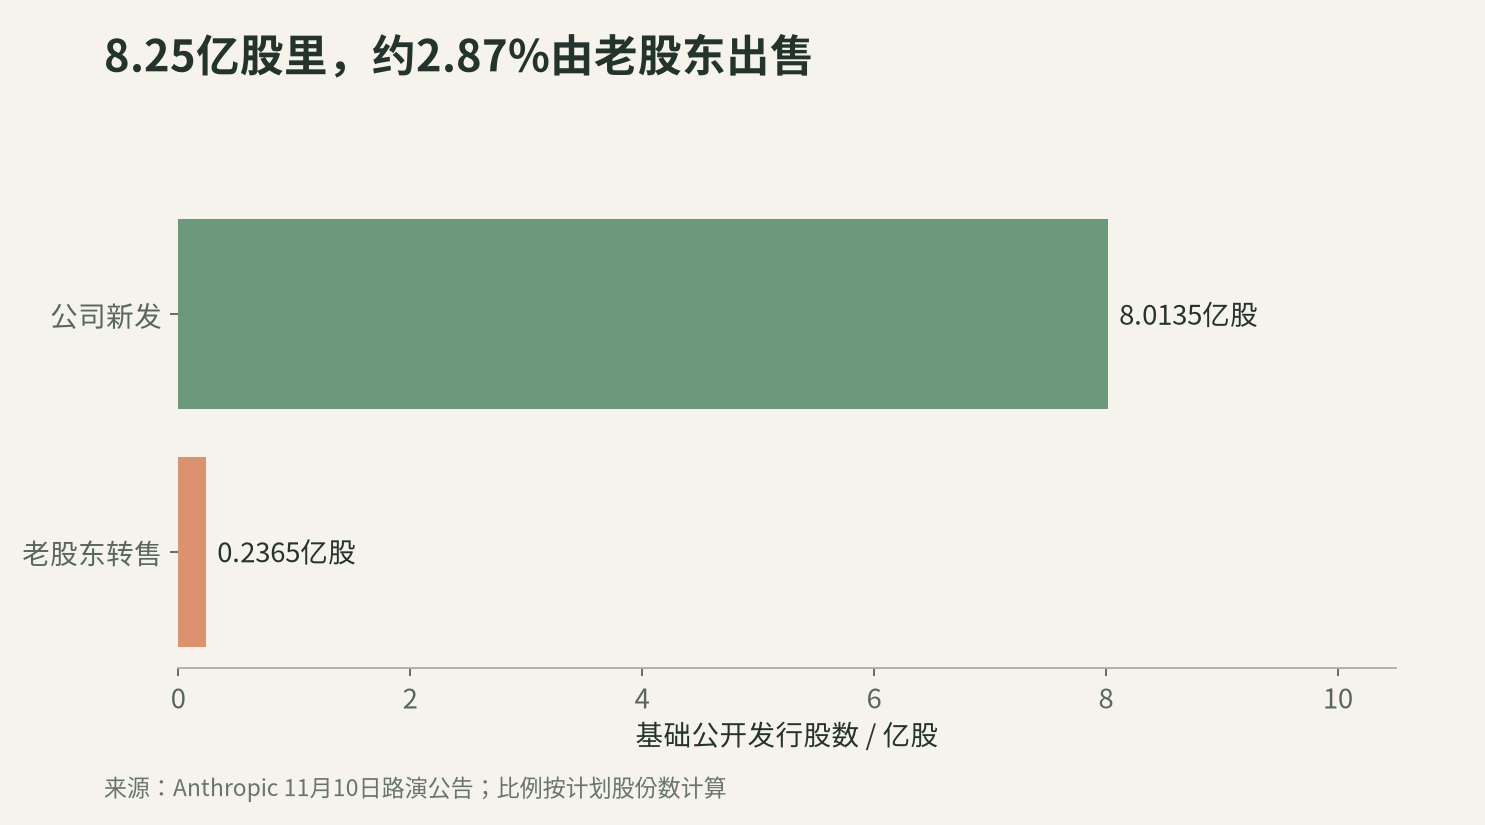 8.25亿股里，约2.87%由老股东出售
公司新发
8.0135亿股
老股东转售
0.2365亿股
0 2 4 6 8 10
基础公开发行股数 / 亿股
来源：Anthropic 11月10日路演公告；比例按计划股份数计算